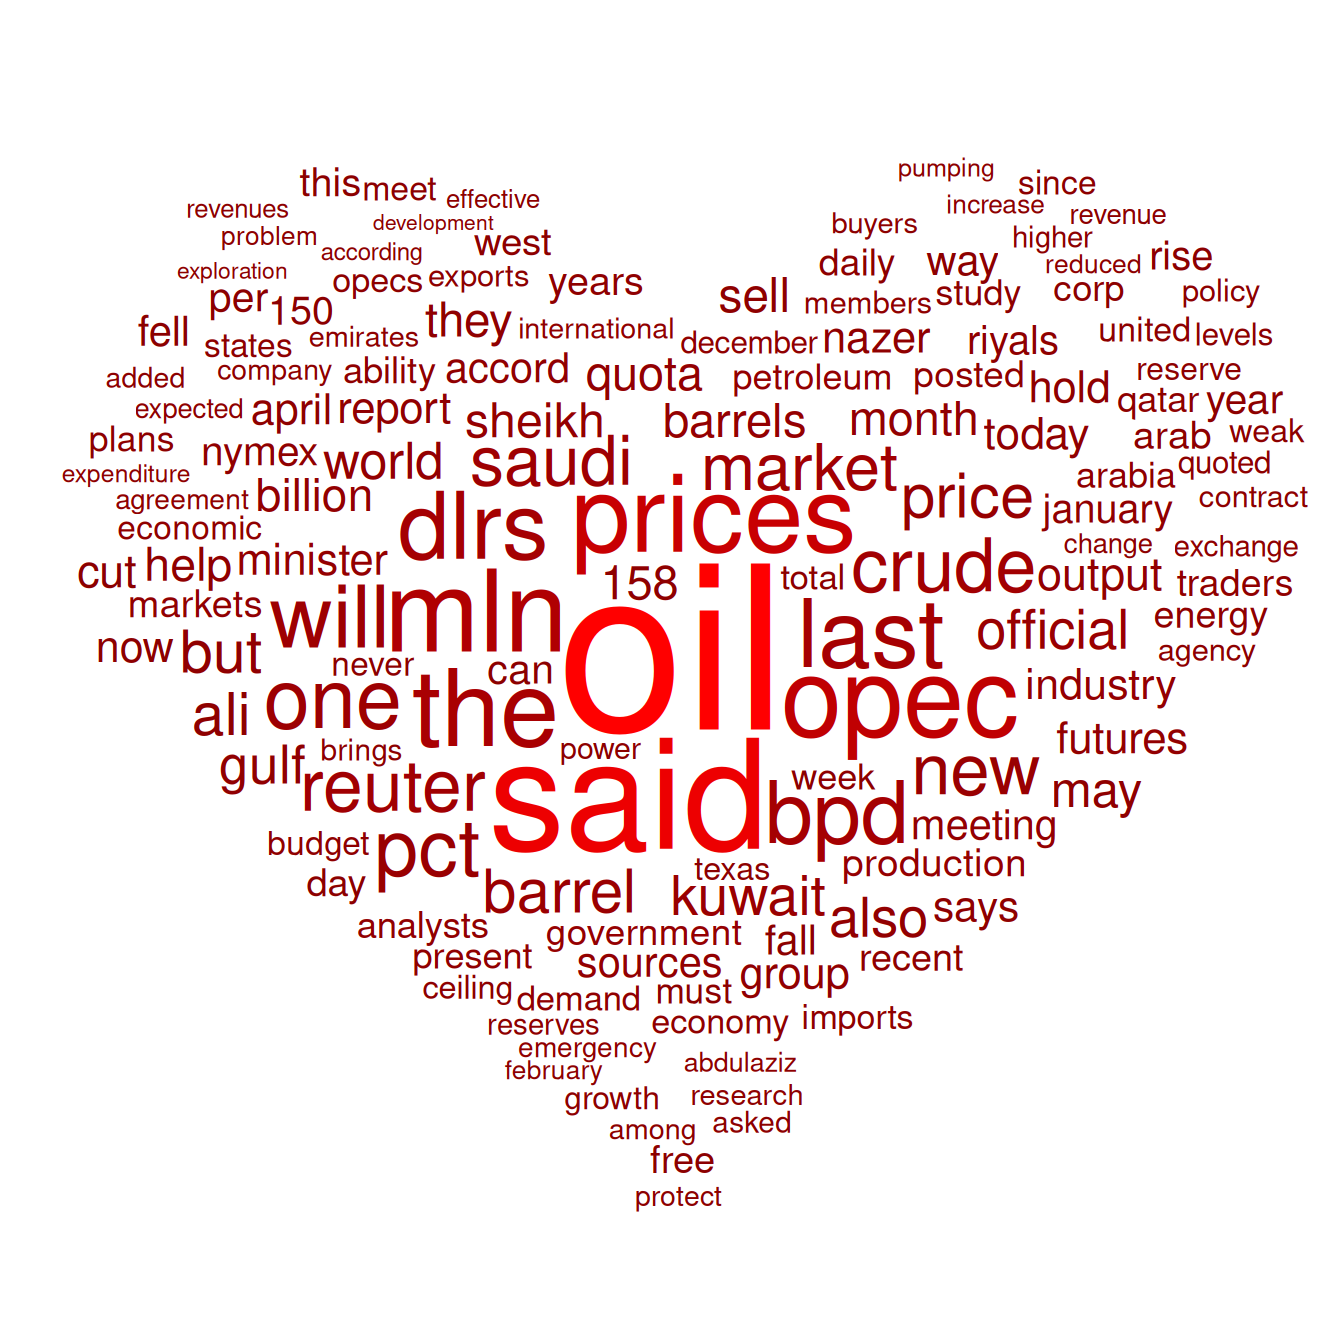 pumping
this meet effective since
revenues development increase revenue
problem according west buyers higher
exploration opecs exports years daily way reduced rise
per 150 sell members study corp policy
fell states emirates they international december nazer riyals united levels
added company ability accord quota petroleum posted hold reserve
expected april report sheikh barrels month today qatar year
plans nymex world saudi market arab weak
expenditure agreement billion price arabia quoted
economic dlrs prices january contract
cut help minister 158 total crude output change exchange
markets will mln oil last official traders
now but never can energy
ali one the opec industry agency
gulf brings power futures
reuter said week new may
budget pct bpd meeting
day barrel texas production
analysts kuwait also says
government fall
present sources group recent
ceiling demand must
reserves economy imports
emergency
february abdulaziz
growth research
among asked
free
protect